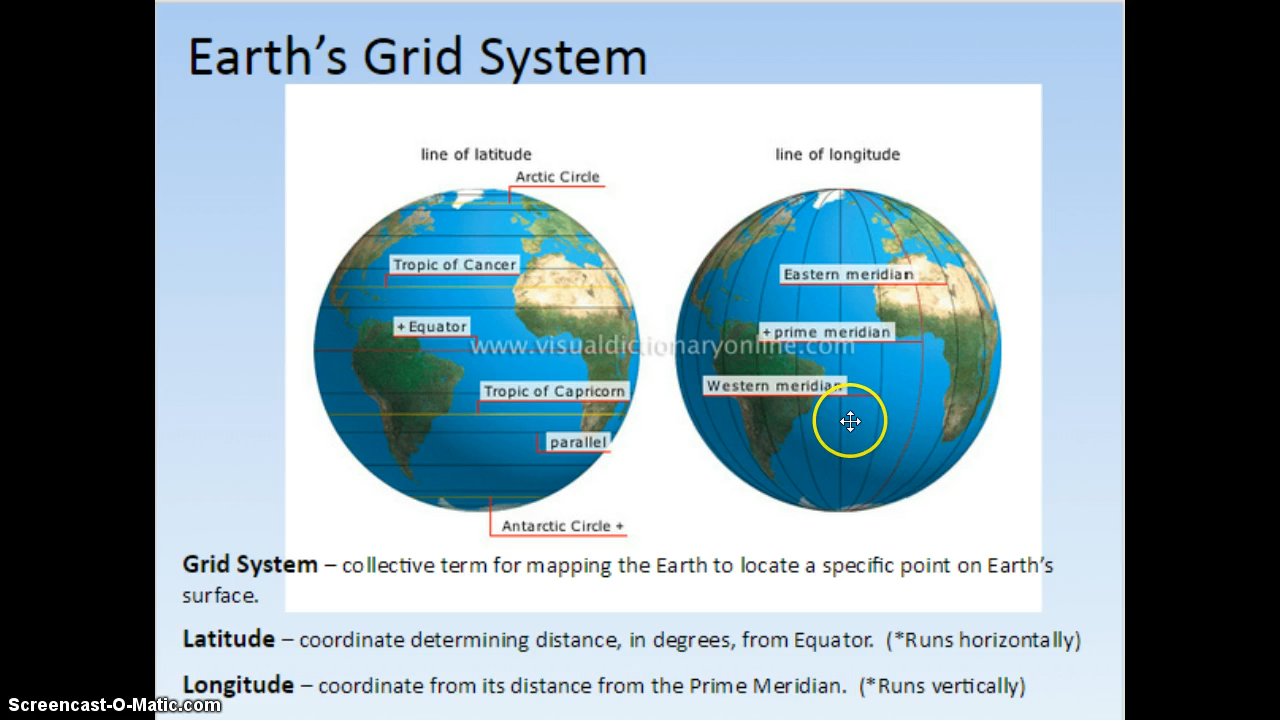 Earth's Grid System
line of latitude
Arctic Circle
Tropic of Cancer
+Equator
Tropic of Capricorn
parallel
Antarctic Circle +
line of longitude
Eastern meridian
+prime meridian
Western meridian
www.visualdictionaryonline.com
Grid System – collective term for mapping the Earth to locate a specific point on Earth's
surface.
Latitude – coordinate determining distance, in degrees, from Equator. (*Runs horizontally)
Longitude – coordinate from its distance from the Prime Meridian. (*Runs vertically)
Screencast-O-Matic.com